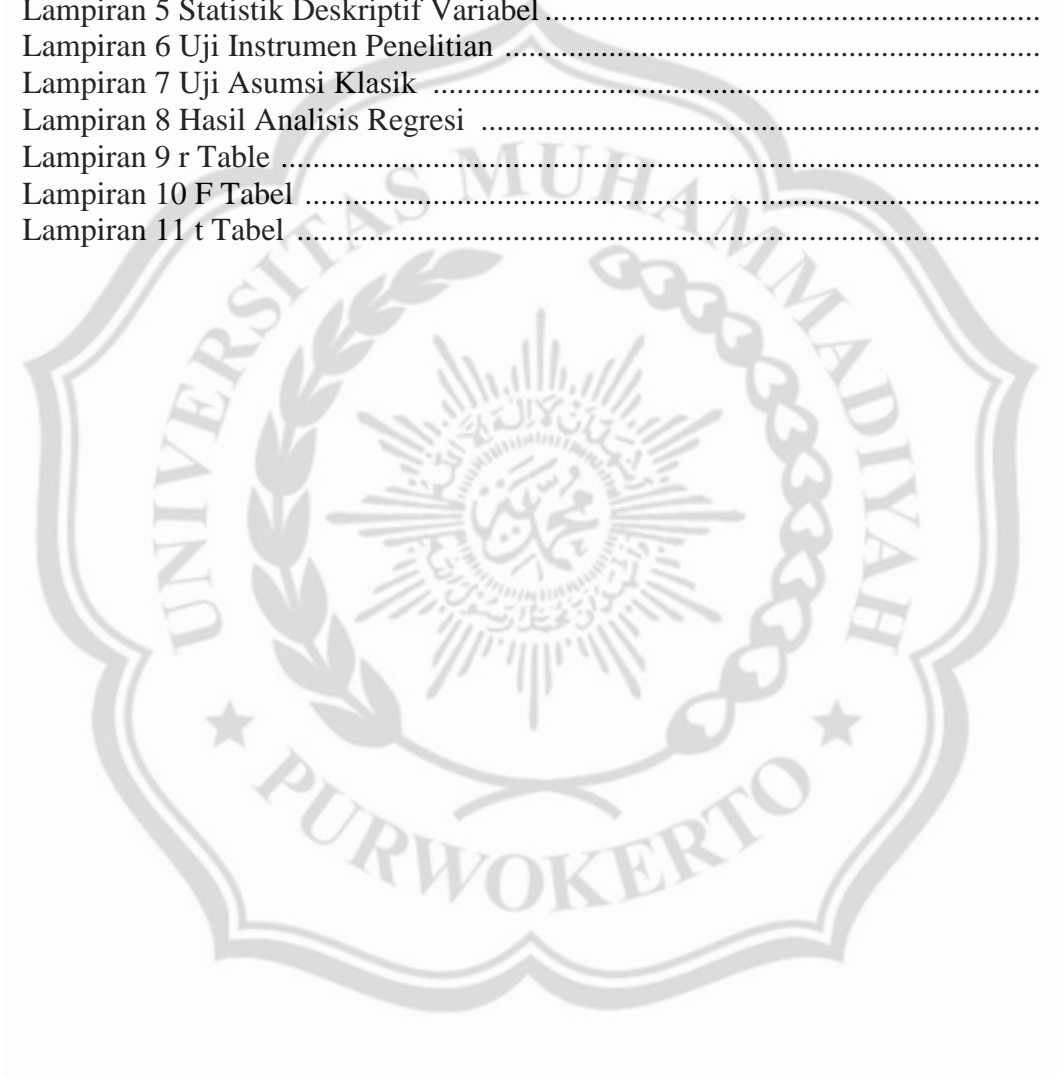 Lampiran 5 Statistik Deskriptif Variabel ..................................................................
Lampiran 6 Uji Instrumen Penelitian .......................................................................
Lampiran 7 Uji Asumsi Klasik ................................................................................
Lampiran 8 Hasil Analisis Regresi ..........................................................................
Lampiran 9 r Table ....................................................................................................
Lampiran 10 F Tabel .................................................................................................
Lampiran 11 t Tabel ..................................................................................................
UNIVERSITAS MUHAMMADIYAH
محمد
PURWOKERTO